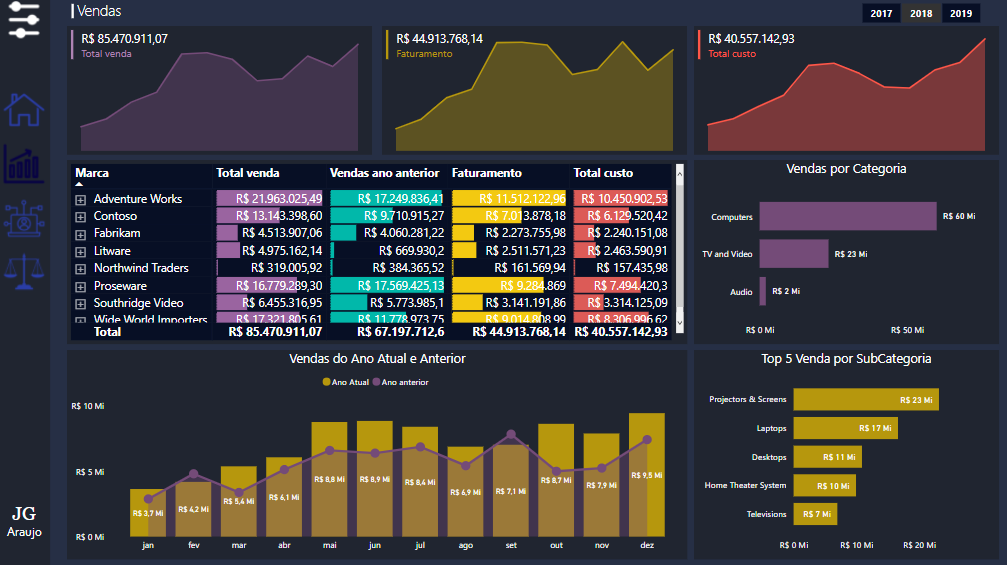 Vendas
2017 2018 2019
R$ 85.470.911,07
Total venda
R$ 44.913.768,14
Faturamento
R$ 40.557.142,93
Total custo
Marca Total venda Vendas ano anterior Faturamento Total custo
Adventure Works R$ 21.963.025,49 R$ 17.249.836,41 R$ 11.512.122,96 R$ 10.450.902,53
Contoso R$ 13.143.398,60 R$ 9.710.915,27 R$ 7.013.878,18 R$ 6.129.520,42
Fabrikam R$ 4.513.907,06 R$ 4.060.281,22 R$ 2.273.755,98 R$ 2.240.151,08
Litware R$ 4.975.162,14 R$ 669.930,2 R$ 2.511.571,23 R$ 2.463.590,91
Northwind Traders R$ 319.005,92 R$ 384.365,52 R$ 161.569,94 R$ 157.435,98
Proseware R$ 16.779.289,30 R$ 17.569.425,13 R$ 9.284.869 R$ 7.494.420,3
Southridge Video R$ 6.455.316,95 R$ 5.773.985,1 R$ 3.141.191,86 R$ 3.314.125,09
Wide World Importers R$ 17.321.805,61 R$ 11.778.973,75 R$ 9.014.808,99 R$ 8.306.996,62
Total R$ 85.470.911,07 R$ 67.197.712,6 R$ 44.913.768,14 R$ 40.557.142,93
Vendas por Categoria
Computers R$ 60 Mi
TV and Video R$ 23 Mi
Audio R$ 2 Mi
R$ 0 Mi R$ 50 Mi
Vendas do Ano Atual e Anterior
Ano Atual Ano anterior
R$ 10 Mi
R$ 5 Mi
R$ 0 Mi
R$ 3,7 Mi R$ 4,2 Mi R$ 5,4 Mi R$ 6,1 Mi R$ 8,8 Mi R$ 8,9 Mi R$ 8,4 Mi R$ 6,9 Mi R$ 7,1 Mi R$ 8,7 Mi R$ 7,9 Mi R$ 9,5 Mi
jan fev mar abr mai jun jul ago set out nov dez
Top 5 Venda por SubCategoria
Projectors & Screens R$ 23 Mi
Laptops R$ 17 Mi
Desktops R$ 11 Mi
Home Theater System R$ 10 Mi
Televisions R$ 7 Mi
R$ 0 Mi R$ 10 Mi R$ 20 Mi
JG
Araujo